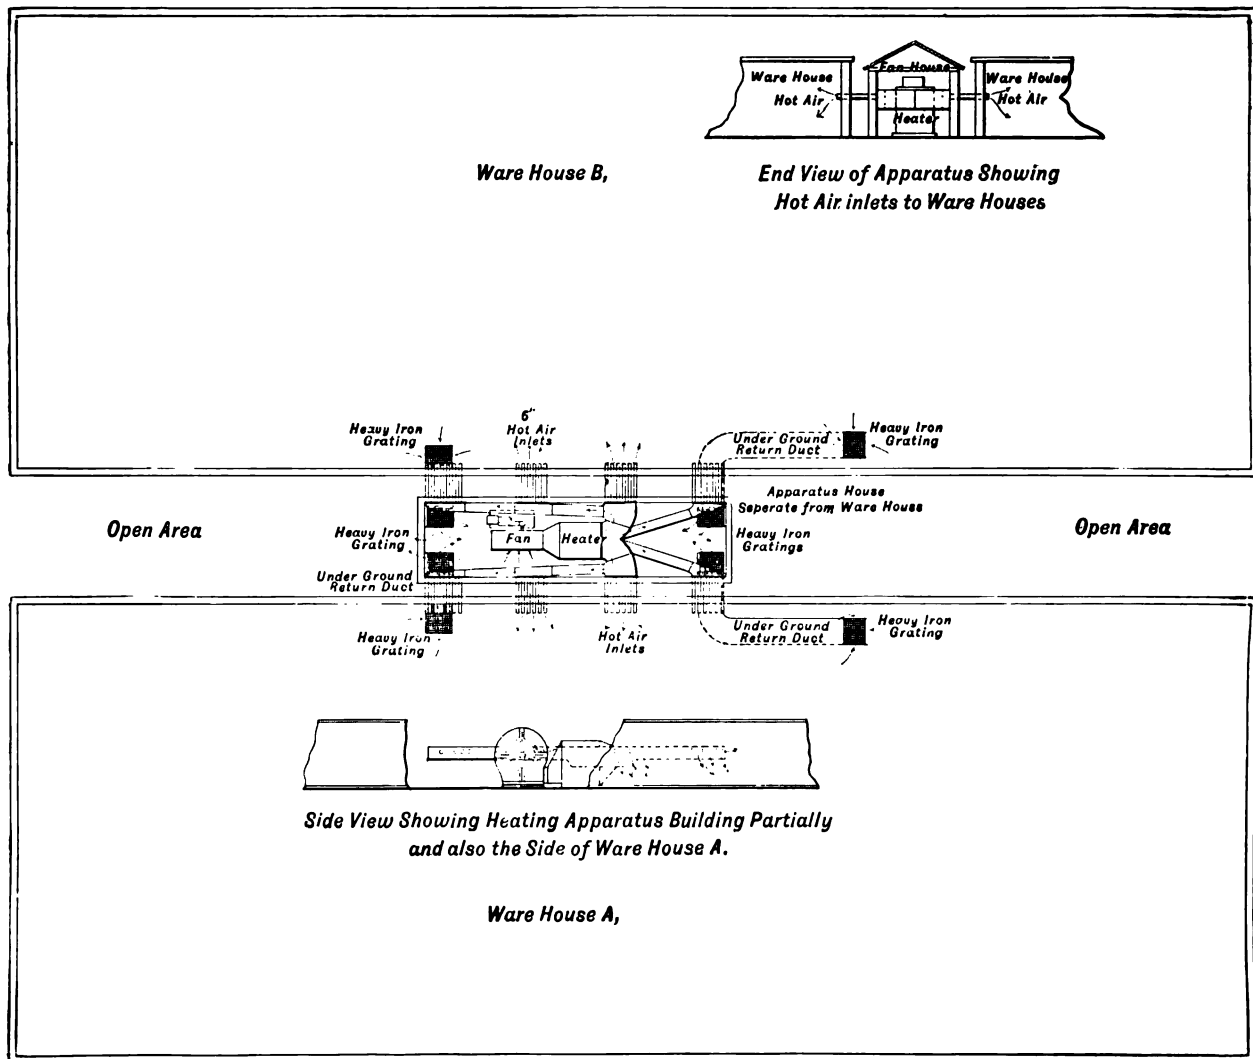 Fan House
Ware House
Hot Air
Ware House
Hot Air
Heater
Ware House B,
End View of Apparatus Showing
Hot Air inlets to Ware Houses
6"
Hot Air
Inlets
Heavy Iron
Grating
Under Ground
Return Duct
Heavy Iron
Grating
Apparatus House
Seperate from Ware House
Open Area
Heavy Iron
Grating
Fan
Heater
Heavy Iron
Gratings
Open Area
Under Ground
Return Duct
Heavy Iron
Grating
Hot Air
Inlets
Under Ground
Return Duct
Heavy Iron
Grating
Side View Showing Heating Apparatus Building Partially
and also the Side of Ware House A.
Ware House A,